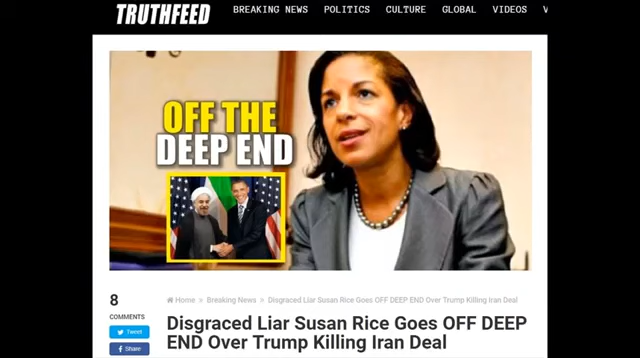 TRUTHFEED
BREAKING NEWS POLITICS CULTURE GLOBAL VIDEOS V
OFF THE
DEEP END
8
COMMENTS
Tweet
Share
Home » Breaking News » Disgraced Liar Susan Rice Goes OFF DEEP END Over Trump Killing Iran Deal
Disgraced Liar Susan Rice Goes OFF DEEP
END Over Trump Killing Iran Deal